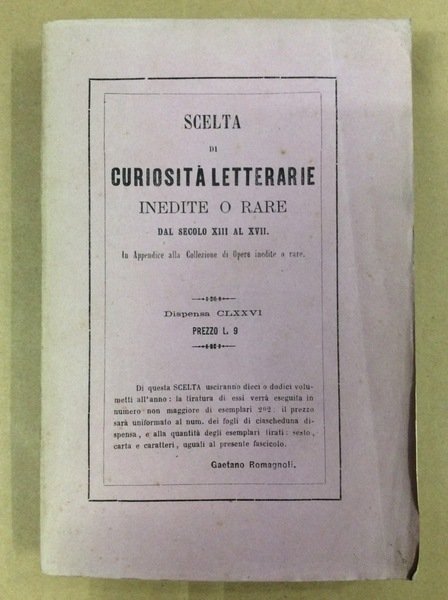 SCELTA
DI
CURIOSITÀ LETTERARIE
INEDITE O RARE
DAL SECOLO XIII AL XVII.
In Appendice alla Collezione di Opere inedite o rare.
Dispensa CLXXVI
PREZZO L. 9
Di questa SCELTA usciranno dieci o dodici volu-
metti all'anno: la tiratura di essi verrà eseguita in
numero non maggiore di esemplari 202: il prezzo
sarà uniformato al num. dei fogli di ciascheduna di-
spensa, e alla quantità degli esemplari tirati: sesto,
carta e caratteri, uguali al presente fascicolo.
Gaetano Romagnoli.